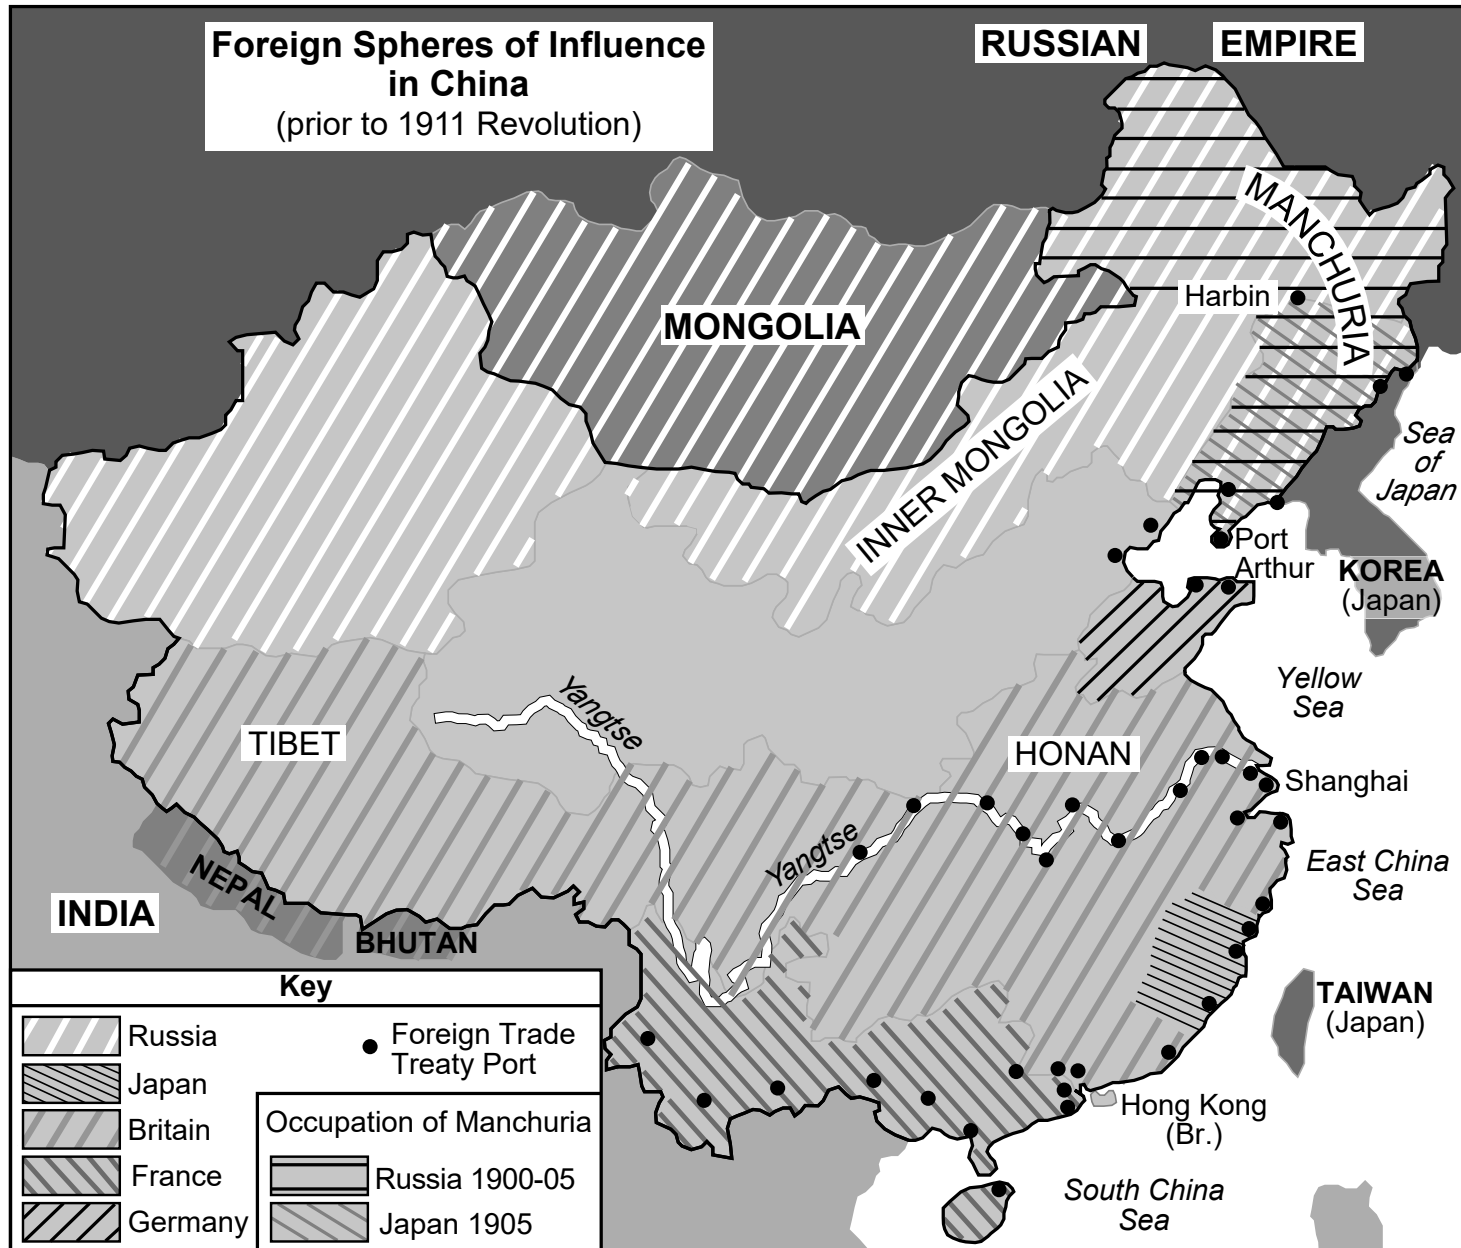 Foreign Spheres of Influence
in China
(prior to 1911 Revolution)
RUSSIAN EMPIRE
MANCHURIA
Harbin
MONGOLIA
INNER MONGOLIA
Sea
of
Japan
Port
Arthur
KOREA
(Japan)
Yellow
Sea
Yangtse
TIBET
HONAN
Shanghai
Yangtse
East China
Sea
NEPAL
INDIA
BHUTAN
TAIWAN
(Japan)
Hong Kong
(Br.)
South China
Sea
Key
Russia
Japan
Britain
France
Germany
Foreign Trade
Treaty Port
Occupation of Manchuria
Russia 1900-05
Japan 1905